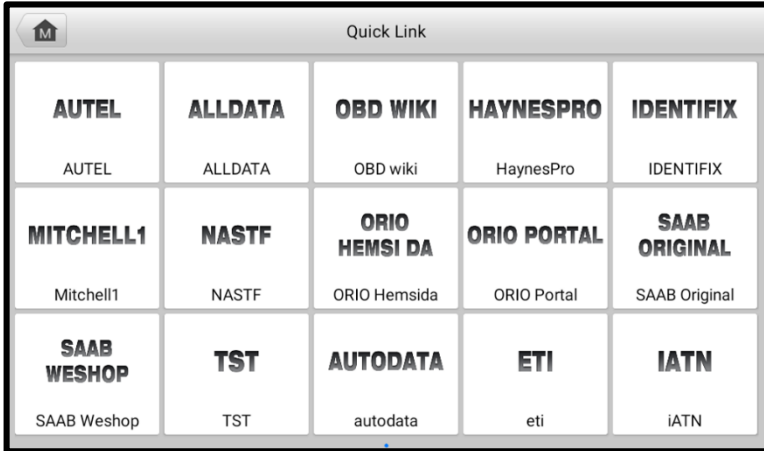 M
Quick Link
AUTEL
AUTEL
ALLDATA
ALLDATA
OBD WIKI
OBD wiki
HAYNESPRO
HaynesPro
IDENTIFIX
IDENTIFIX
MITCHELL1
Mitchell1
NASTF
NASTF
ORIO
HEMSI DA
ORIO Hemsida
ORIO PORTAL
ORIO Portal
SAAB
ORIGINAL
SAAB Original
SAAB
WESHOP
SAAB Weshop
TST
TST
AUTODATA
autodata
ETI
eti
IATN
iATN